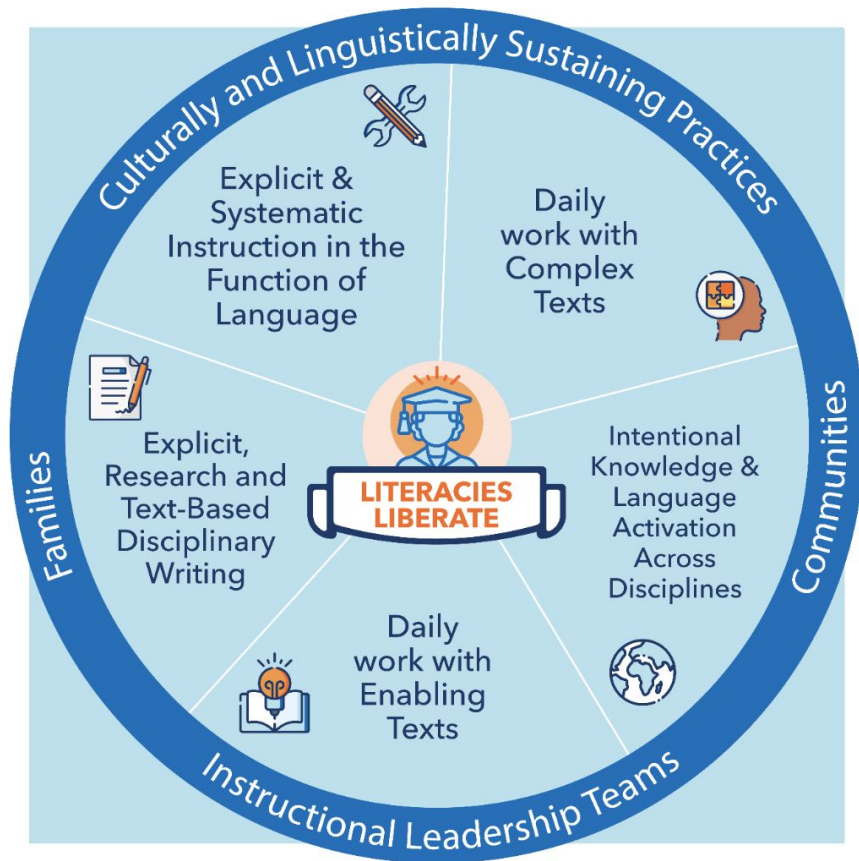 Culturally and Linguistically Sustaining Practices
Explicit &
Systematic
Instruction in the
Function of
Language
Daily
work with
Complex
Texts
Families
Explicit,
Research and
Text-Based
Disciplinary
Writing
LITERACIES
LIBERATE
Intentional
Knowledge &
Language
Activation
Across
Disciplines
Communities
Daily
work with
Enabling
Texts
Instructional Leadership Teams